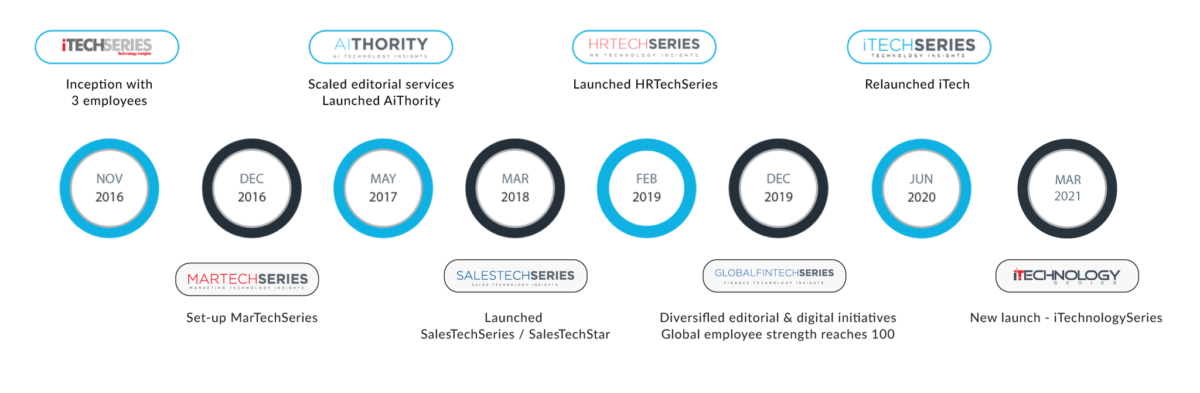 iTECHSERIES
Technology Insights
Inception with
3 employees
AITHORITY
AI TECHNOLOGY INSIGHTS
Scaled editorial services
Launched AiThority
HRTECHSERIES
HR TECHNOLOGY INSIGHTS
Launched HRTechSeries
iTECHSERIES
TECHNOLOGY INSIGHTS
Relaunched iTech
NOV
2016
DEC
2016
MAY
2017
MAR
2018
FEB
2019
DEC
2019
JUN
2020
MAR
2021
MARTECHSERIES
MARKETING TECHNOLOGY INSIGHTS
Set-up MarTechSeries
SALESTECHSERIES
SALES TECHNOLOGY INSIGHTS
Launched
SalesTechSeries / SalesTechStar
GLOBALFINTECHSERIES
FINANCE TECHNOLOGY INSIGHTS
Diversifled editorial & digital initiatives
Global employee strength reaches 100
iTECHNOLOGY
SERIES
New launch - iTechnologySeries